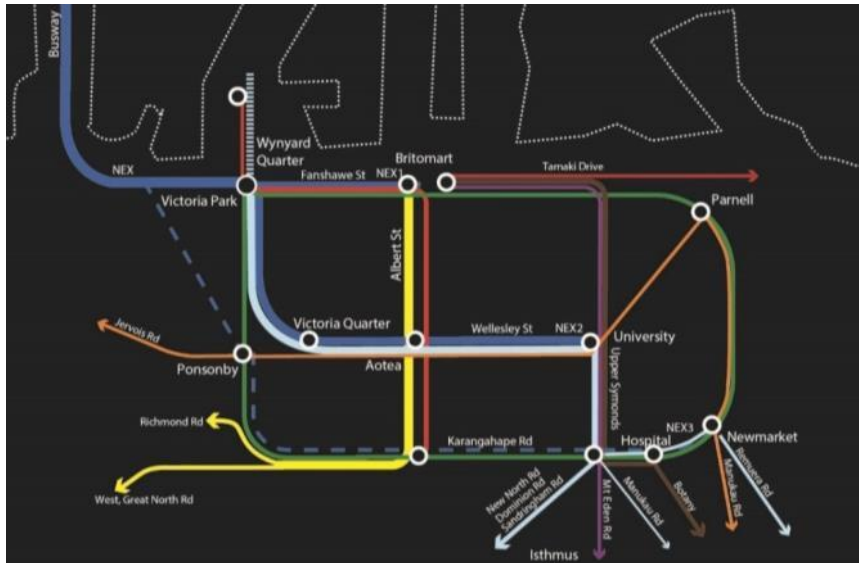 Busway
Wynyard
Quarter
Britomart
Tamaki Drive
NEX
Fanshawe St
NEX1
Victoria Park
Parnell
Albert St
Victoria Quarter
Wellesley St
NEX2
University
Jervois Rd
Ponsonby
Aotea
Upper Symonds
Richmond Rd
Karangahape Rd
Hospital
NEX3
Newmarket
West, Great North Rd
New North Rd
Dominion Rd
Sandringham Rd
Mt Eden Rd
Manukau Rd
Botany
Manukau Rd
Remuera Rd
Isthmus